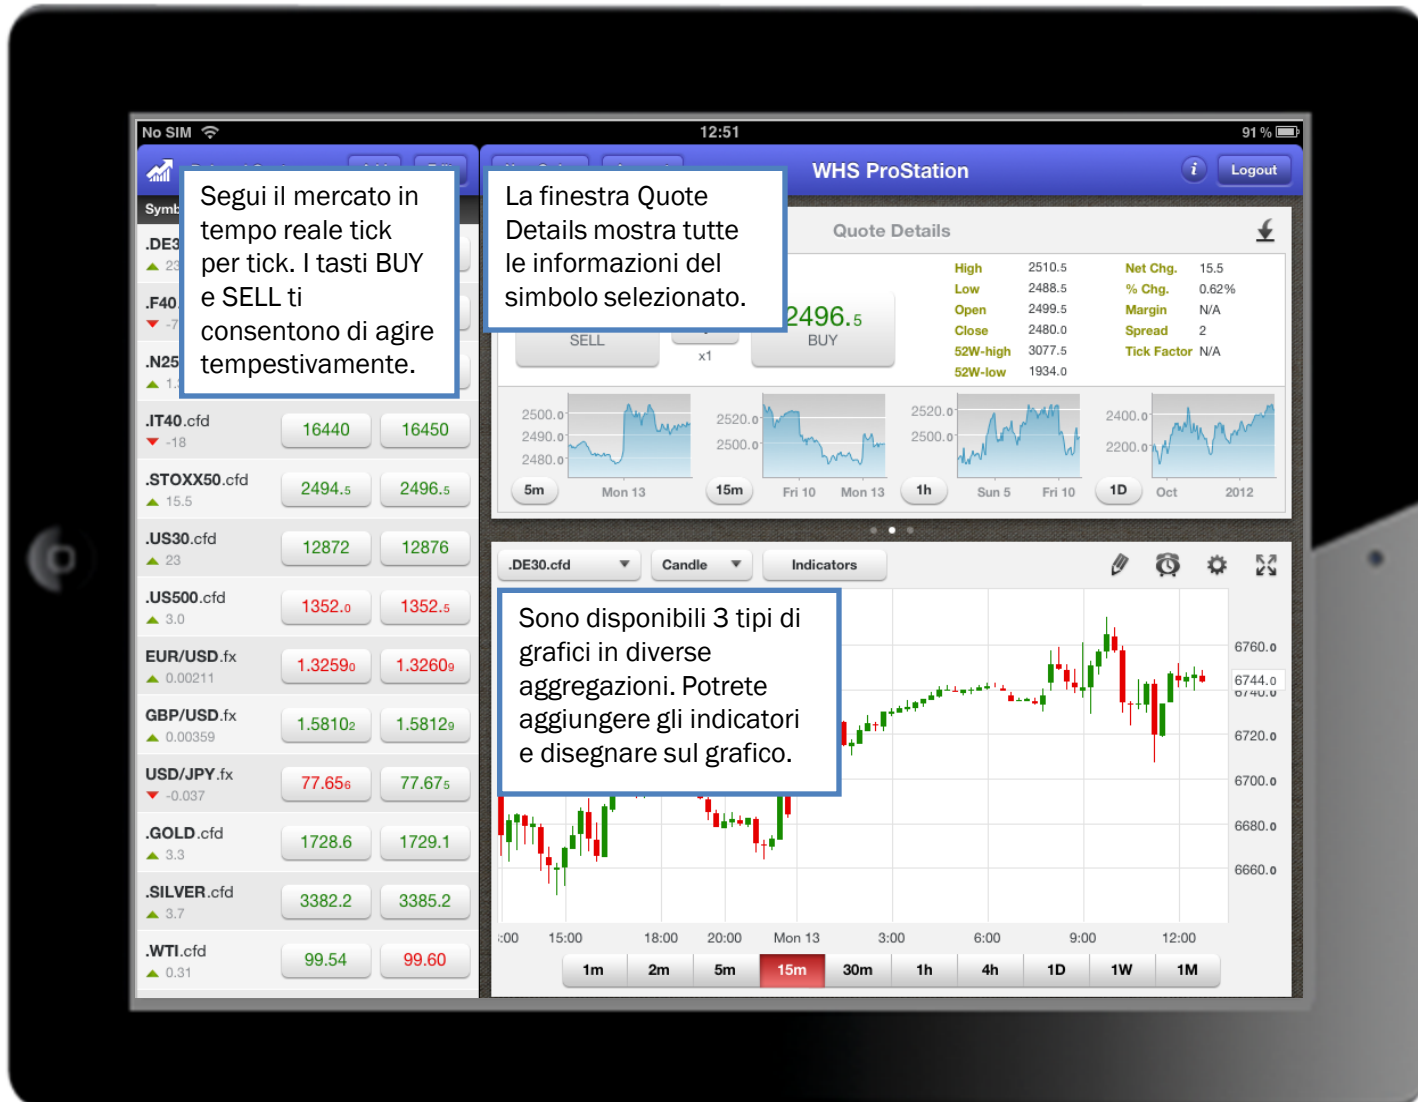 No SIM
12:51
91 %
WHS ProStation
Logout
Segui il mercato in
tempo reale tick
per tick. I tasti BUY
e SELL ti
consentono di agire
tempestivamente.
La finestra Quote
Details mostra tutte
le informazioni del
simbolo selezionato.
Quote Details
.DE3
.F40
.N25
.IT40.cfd 16440 16450
-18
.STOXX50.cfd 2494.5 2496.5
15.5
.US30.cfd 12872 12876
23
.US500.cfd 1352.0 1352.5
3.0
EUR/USD.fx 1.32590 1.32609
0.00211
GBP/USD.fx 1.58102 1.58129
0.00359
USD/JPY.fx 77.656 77.675
-0.037
.GOLD.cfd 1728.6 1729.1
3.3
.SILVER.cfd 3382.2 3385.2
3.7
.WTI.cfd 99.54 99.60
0.31
SELL
x1
2496.5
BUY
High 2510.5 Net Chg. 15.5
Low 2488.5 % Chg. 0.62%
Open 2499.5 Margin N/A
Close 2480.0 Spread 2
52W-high 3077.5 Tick Factor N/A
52W-low 1934.0
2500.0
2490.0
2480.0
5m Mon 13
2520.0
2500.0
15m Fri 10 Mon 13
2520.0
2500.0
1h Sun 5 Fri 10
2400.0
2200.0
1D Oct 2012
.DE30.cfd Candle Indicators
Sono disponibili 3 tipi di
grafici in diverse
aggregazioni. Potrete
aggiungere gli indicatori
e disegnare sul grafico.
6760.0
6744.0
6740.0
6720.0
6700.0
6680.0
6660.0
:00 15:00 18:00 20:00 Mon 13 3:00 6:00 9:00 12:00
1m 2m 5m 15m 30m 1h 4h 1D 1W 1M